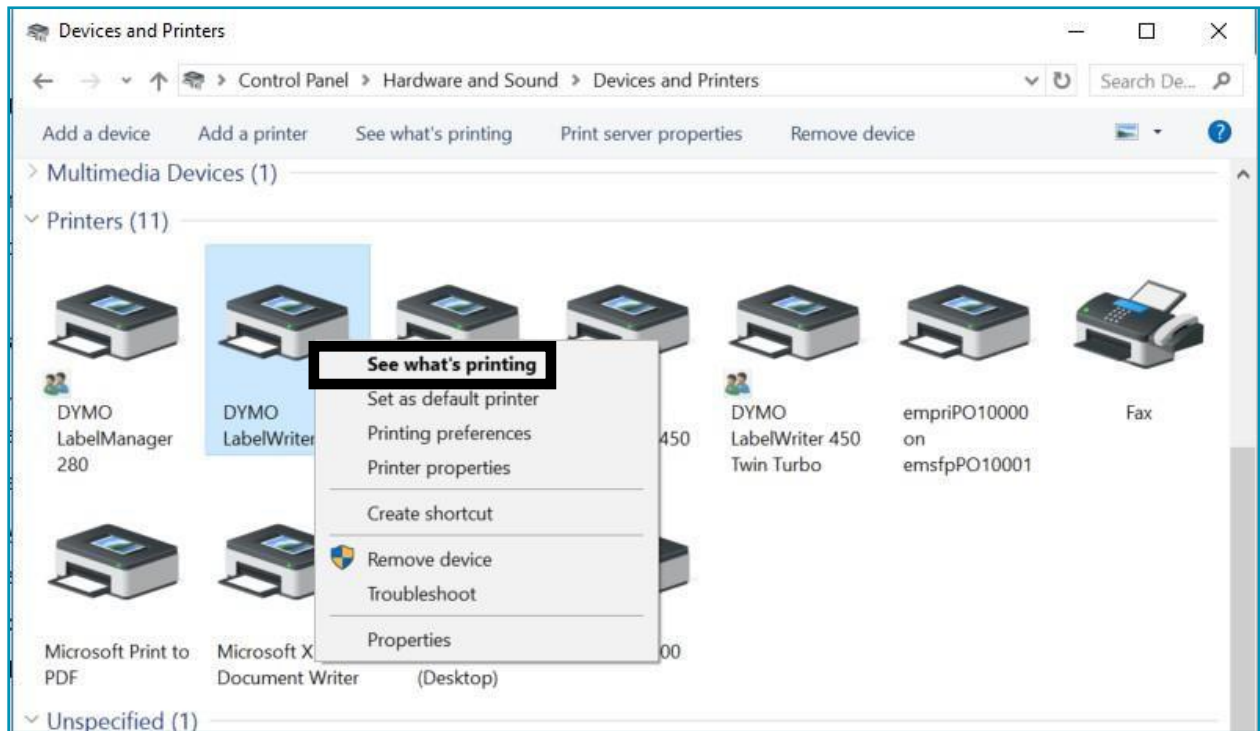 Devices and Printers
Control Panel > Hardware and Sound > Devices and Printers
Search De...
Add a device Add a printer See what's printing Print server properties Remove device
Multimedia Devices (1)
Printers (11)
See what's printing
Set as default printer
Printing preferences
Printer properties
Create shortcut
Remove device
Troubleshoot
Properties
DYMO
LabelManager
280
DYMO
LabelWriter
450
DYMO
LabelWriter 450
Twin Turbo
empriPO10000
on
emsfpPO10001
Fax
Microsoft Print to
PDF
Microsoft X
Document Writer
00
(Desktop)
Unspecified (1)